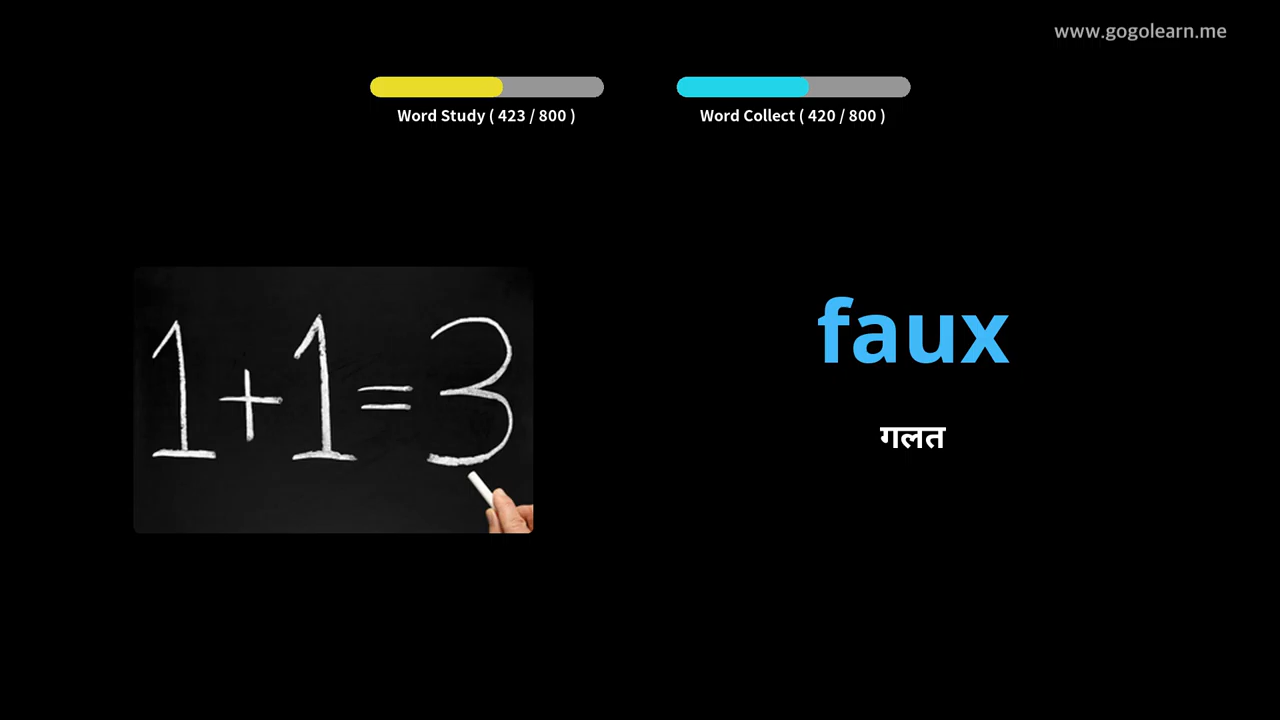 www.gogolearn.me
Word Study ( 423 / 800 )
Word Collect ( 420 / 800 )
1+1=3
faux
गलत